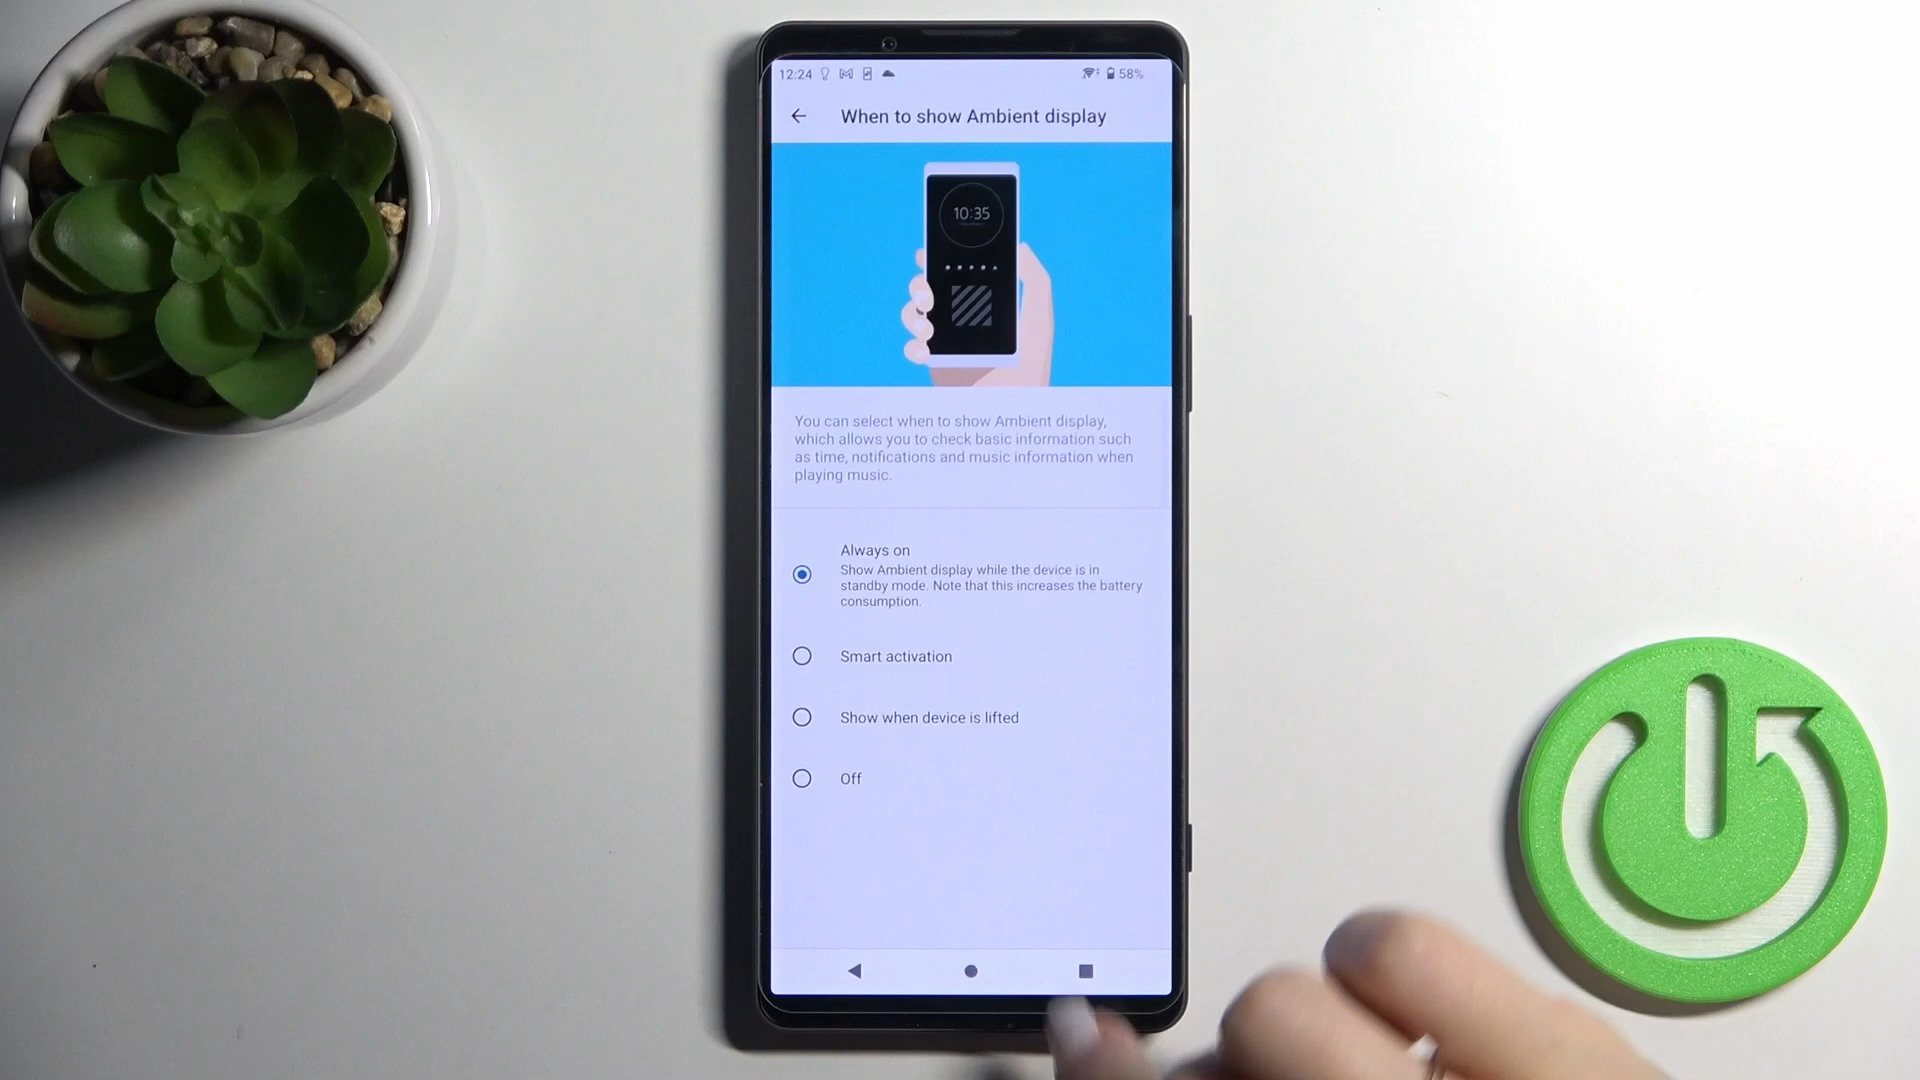 12:24
58%
When to show Ambient display
10:35
You can select when to show Ambient display,
which allows you to check basic information such
as time, notifications and music information when
playing music.
Always on
Show Ambient display while the device is in
standby mode. Note that this increases the battery
consumption.
Smart activation
Show when device is lifted
Off